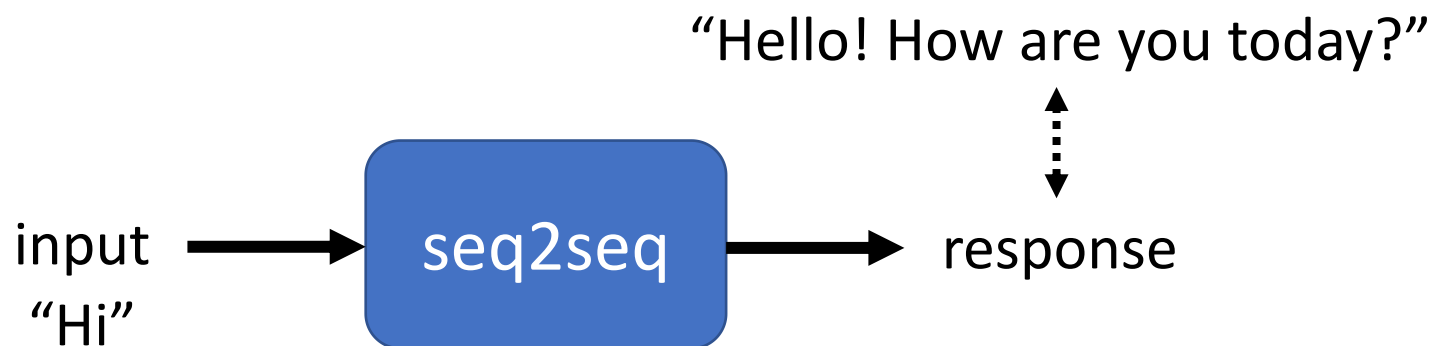 “Hello! How are you today?”
input
seq2seq
response
“Hi”